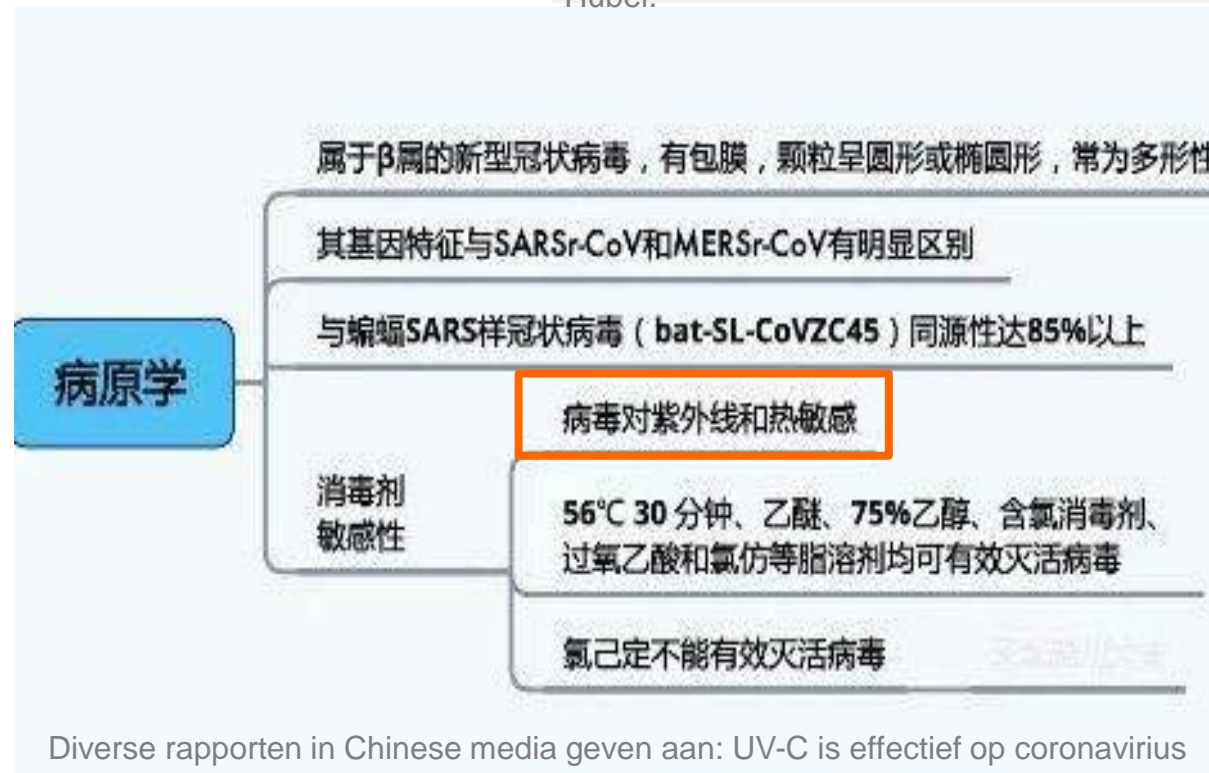 属于β属的新型冠状病毒，有包膜，颗粒呈圆形或椭圆形，常为多形性
其基因特征与SARSr-CoV和MERSr-CoV有明显区别
与蝙蝠SARS样冠状病毒（bat-SL-CoVZC45）同源性达85%以上
病原学
病毒对紫外线和热敏感
消毒剂
敏感性
56℃ 30 分钟、乙醚、75%乙醇、含氯消毒剂、
过氧乙酸和氯仿等脂溶剂均可有效灭活病毒
氯己定不能有效灭活病毒
Diverse rapporten in Chinese media geven aan: UV-C is effectief op coronavirius